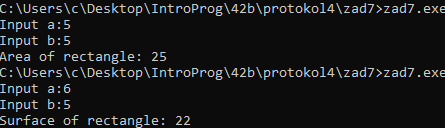 C:\Users\c\Desktop\IntroProg\42b\protokol4\zad7>zad7.exe
Input a:5
Input b:5
Area of rectangle: 25
C:\Users\c\Desktop\IntroProg\42b\protokol4\zad7>zad7.exe
Input a:6
Input b:5
Surface of rectangle: 22